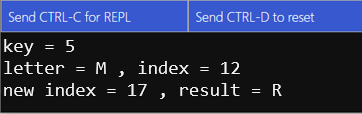 Send CTRL-C for REPL
Send CTRL-D to reset
key = 5
letter = M , index = 12
new index = 17 , result = R